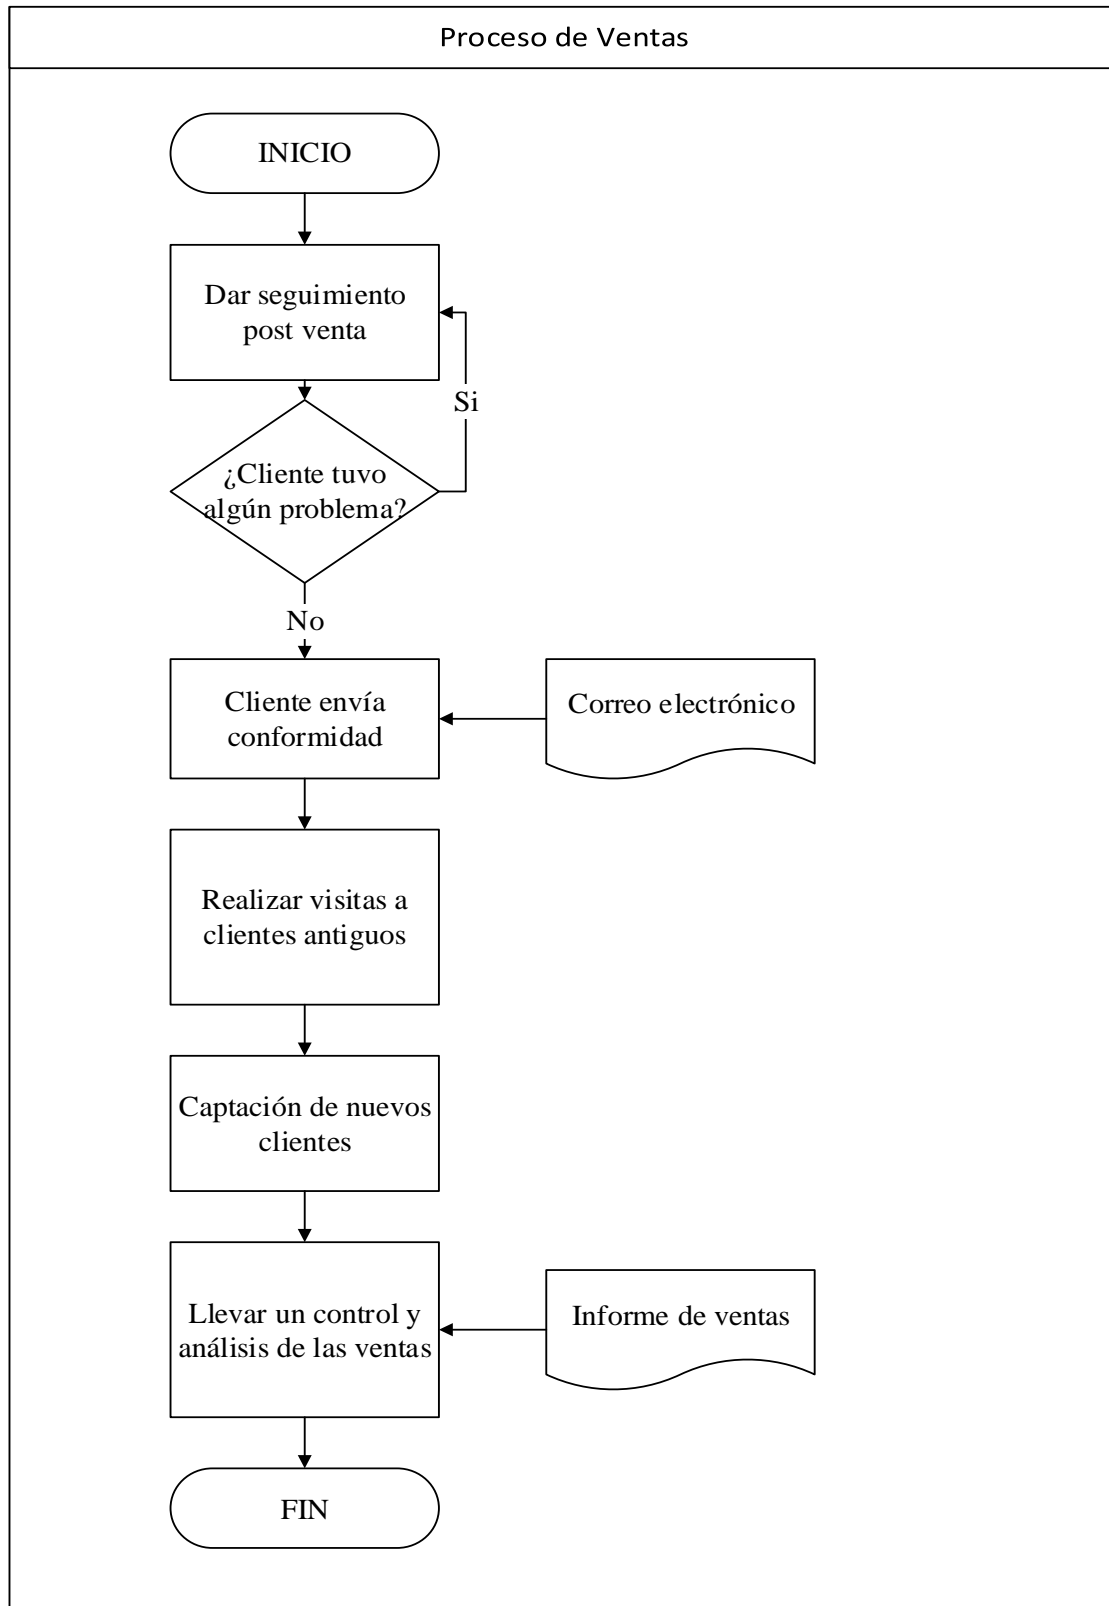 Proceso de Ventas
INICIO
Dar seguimiento
post venta
Si
¿Cliente tuvo
algún problema?
No
Cliente envía
conformidad
Correo electrónico
Realizar visitas a
clientes antiguos
Captación de nuevos
clientes
Llevar un control y
análisis de las ventas
Informe de ventas
FIN